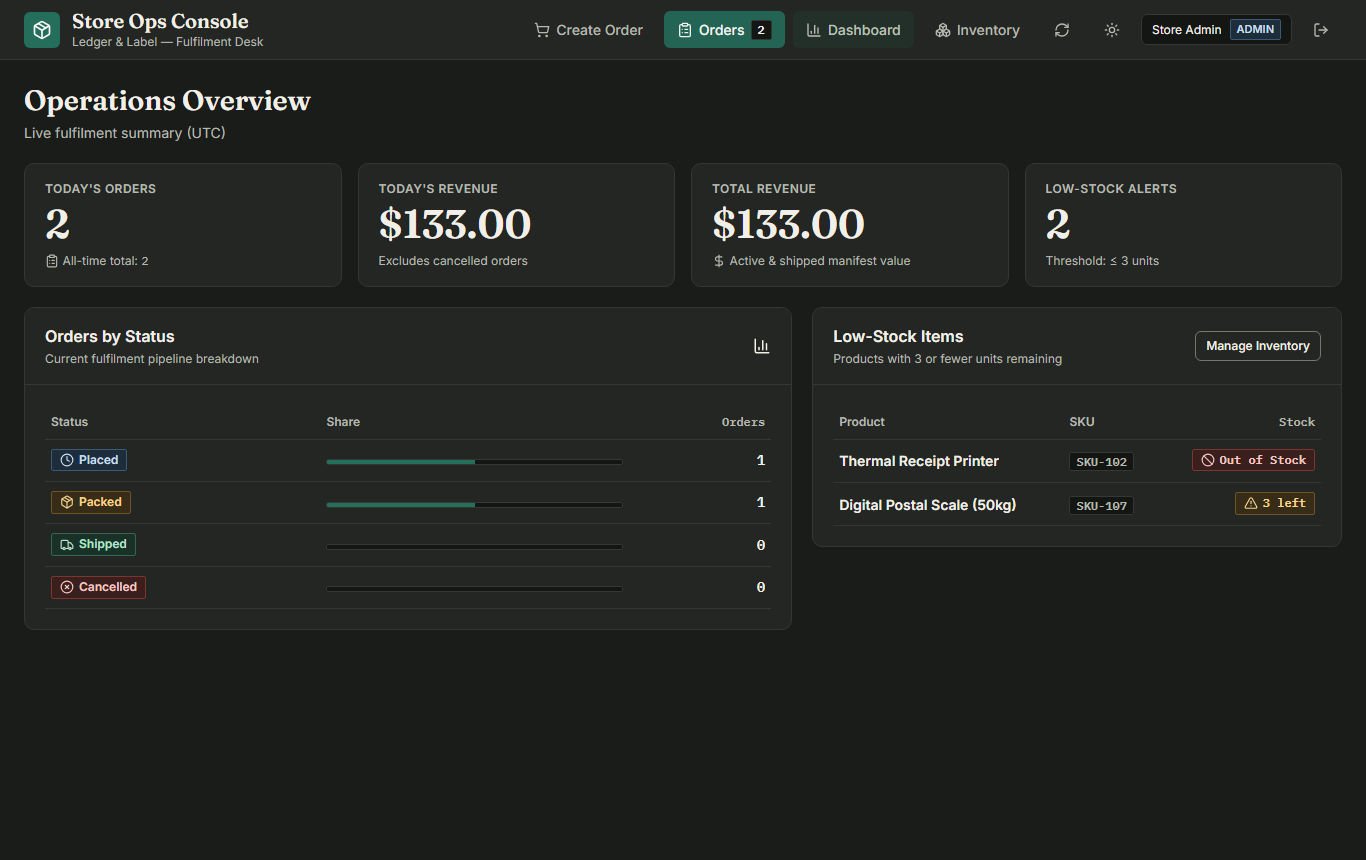 Store Ops Console
Ledger & Label — Fulfilment Desk
Create Order
Orders 2
Dashboard
Inventory
Store Admin ADMIN
Operations Overview
Live fulfilment summary (UTC)
TODAY'S ORDERS
2
All-time total: 2
TODAY'S REVENUE
$133.00
Excludes cancelled orders
TOTAL REVENUE
$133.00
Active & shipped manifest value
LOW-STOCK ALERTS
2
Threshold: ≤ 3 units
Orders by Status
Current fulfilment pipeline breakdown
Status Share Orders
Placed 1
Packed 1
Shipped 0
Cancelled 0
Low-Stock Items
Products with 3 or fewer units remaining
Manage Inventory
Product SKU Stock
Thermal Receipt Printer SKU-102 Out of Stock
Digital Postal Scale (50kg) SKU-107 3 left